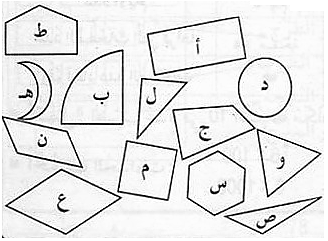 ط أ
هـ ب ل د
ن ج
م س و
ع ص